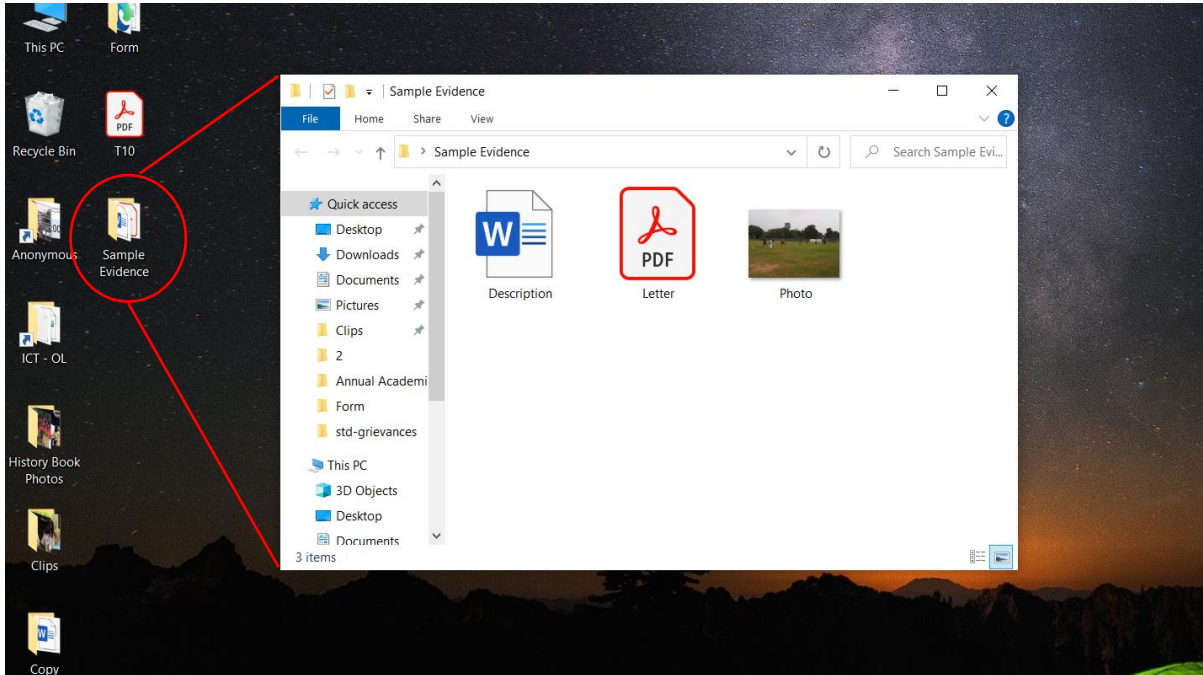 This PC
Form
Recycle Bin
PDF
T10
Anonymous
Sample
Evidence
ICT - OL
History Book
Photos
Clips
Copy
Sample Evidence
File Home Share View
Sample Evidence
Search Sample Evi...
Quick access
Desktop
Downloads
Documents
Pictures
Clips
2
Annual Academi
Form
std-grievances
This PC
3D Objects
Desktop
Documents
W
Description
PDF
Letter
Photo
3 items